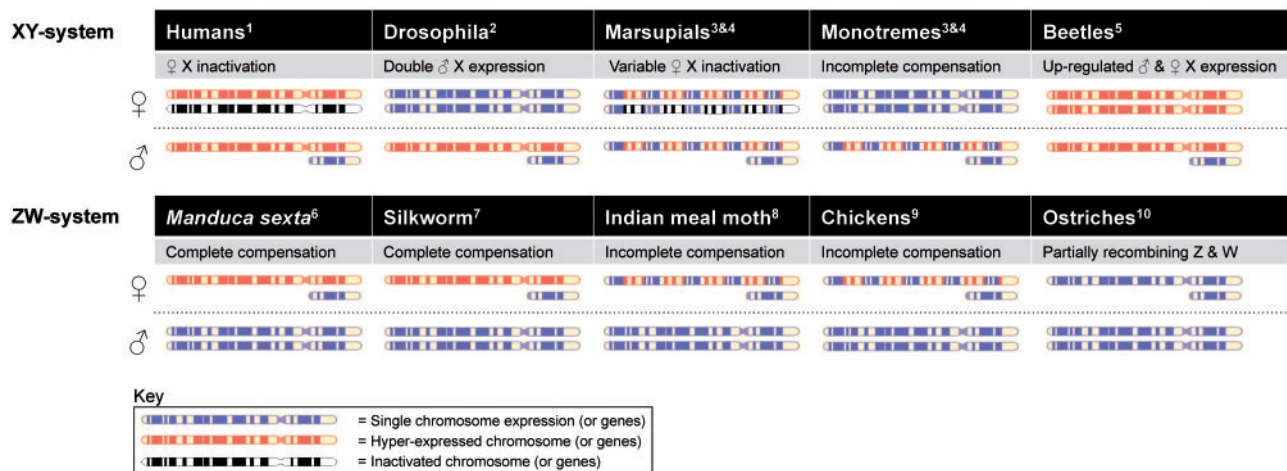 XY-system Humans¹ Drosophila² Marsupials³&⁴ Monotremes³&⁴ Beetles⁵
♀ X inactivation Double ♂ X expression Variable ♀ X inactivation Incomplete compensation Up-regulated ♂ & ♀ X expression
♀
♂
ZW-system Manduca sexta⁶ Silkworm⁷ Indian meal moth⁸ Chickens⁹ Ostriches¹⁰
Complete compensation Complete compensation Incomplete compensation Incomplete compensation Partially recombining Z & W
♀
♂
Key
= Single chromosome expression (or genes)
= Hyper-expressed chromosome (or genes)
= Inactivated chromosome (or genes)